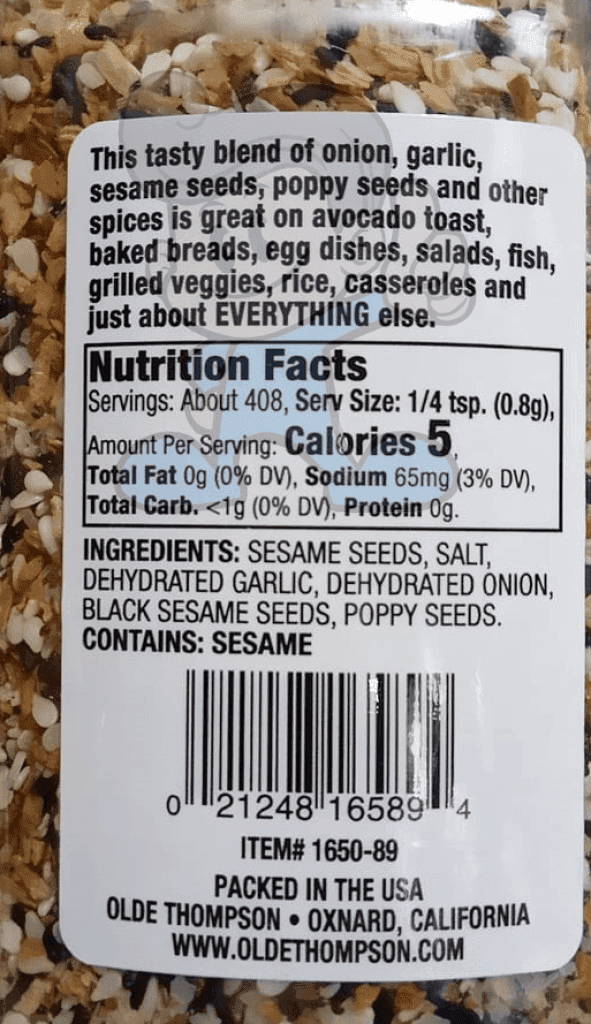 This tasty blend of onion, garlic,
sesame seeds, poppy seeds and other
spices is great on avocado toast,
baked breads, egg dishes, salads, fish,
grilled veggies, rice, casseroles and
just about EVERYTHING else.
Nutrition Facts
Servings: About 408, Serv Size: 1/4 tsp. (0.8g),
Amount Per Serving: Calories 5,
Total Fat 0g (0% DV), Sodium 65mg (3% DV),
Total Carb. <1g (0% DV), Protein 0g.
INGREDIENTS: SESAME SEEDS, SALT,
DEHYDRATED GARLIC, DEHYDRATED ONION,
BLACK SESAME SEEDS, POPPY SEEDS.
CONTAINS: SESAME
0 21248 16589 4
ITEM# 1650-89
PACKED IN THE USA
OLDE THOMPSON • OXNARD, CALIFORNIA
WWW.OLDETHOMPSON.COM